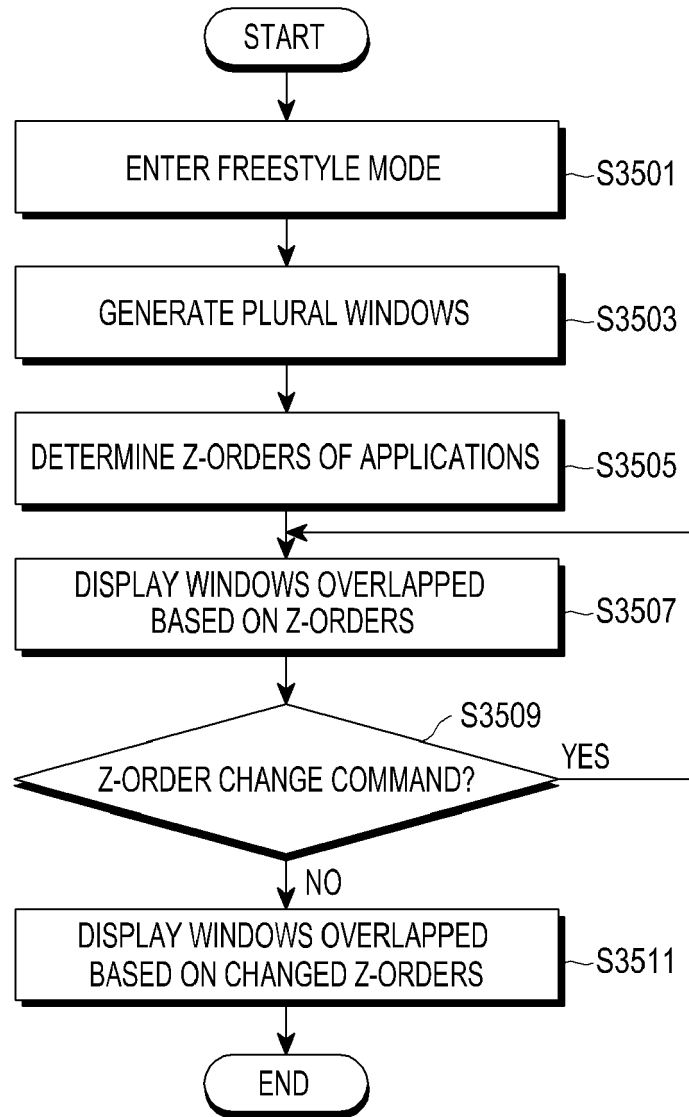 START
ENTER FREESTYLE MODE
S3501
GENERATE PLURAL WINDOWS
S3503
DETERMINE Z-ORDERS OF APPLICATIONS
S3505
DISPLAY WINDOWS OVERLAPPED
BASED ON Z-ORDERS
S3507
S3509
Z-ORDER CHANGE COMMAND?
YES
NO
DISPLAY WINDOWS OVERLAPPED
BASED ON CHANGED Z-ORDERS
S3511
END